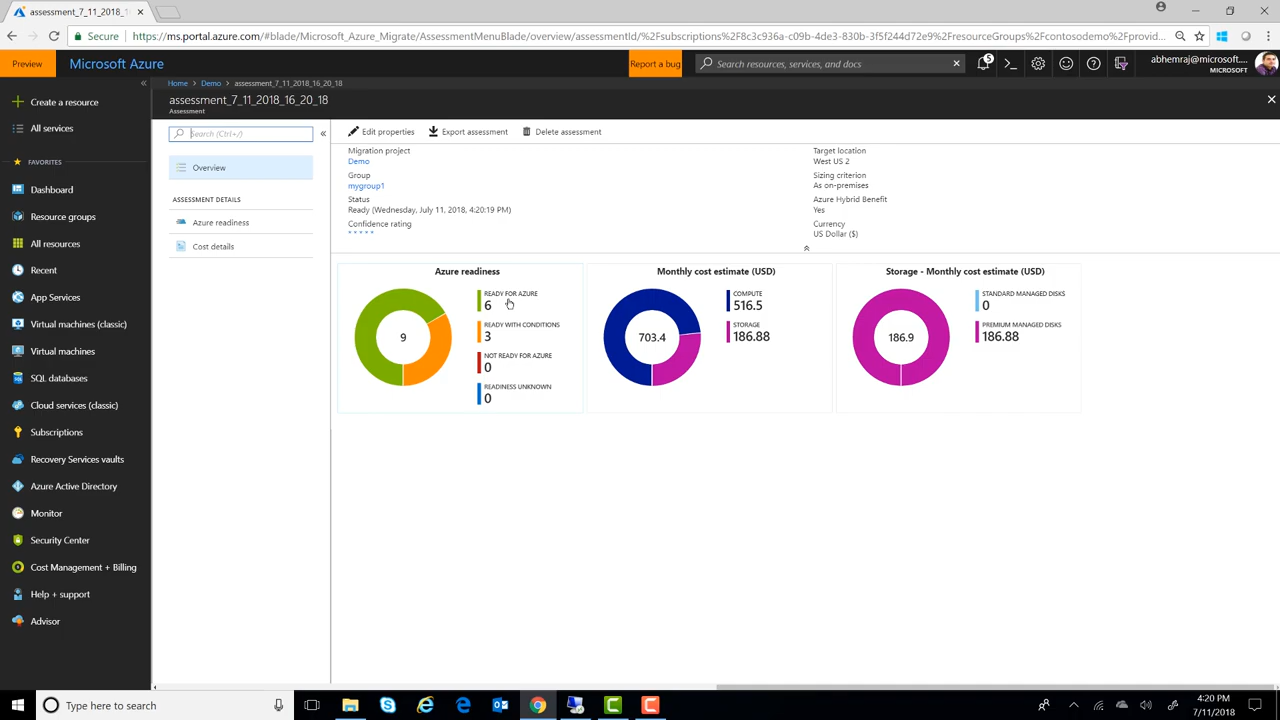 assessment_7_11_2018_16
Secure
https://ms.portal.azure.com/#blade/Microsoft_Azure_Migrate/AssessmentMenuBlade/overview/assessmentId/%2Fsubscriptions%2F8c3c936a-c09b-4de3-830b-3f5f244d72e9%2FresourceGroups%2Fcontosodemo%2Fprovid...
Preview
Microsoft Azure
Report a bug
Search resources, services, and docs
5
abhemraj@microsoft....
MICROSOFT
Home
Demo
assessment_7_11_2018_16_20_18
assessment_7_11_2018_16_20_18
Assessment
Create a resource
All services
FAVORITES
Dashboard
Resource groups
All resources
Recent
App Services
Virtual machines (classic)
Virtual machines
SQL databases
Cloud services (classic)
Subscriptions
Recovery Services vaults
Azure Active Directory
Monitor
Security Center
Cost Management + Billing
Help + support
Advisor
Search (Ctrl+/)
Overview
ASSESSMENT DETAILS
Azure readiness
Cost details
Edit properties
Export assessment
Delete assessment
Migration project
Demo
Group
mygroup1
Status
Ready (Wednesday, July 11, 2018, 4:20:19 PM)
Confidence rating
* * * * *
Target location
West US 2
Sizing criterion
As on-premises
Azure Hybrid Benefit
Yes
Currency
US Dollar ($)
Azure readiness
9
READY FOR AZURE
6
READY WITH CONDITIONS
3
NOT READY FOR AZURE
0
READINESS UNKNOWN
0
Monthly cost estimate (USD)
703.4
COMPUTE
516.5
STORAGE
186.88
Storage - Monthly cost estimate (USD)
186.9
STANDARD MANAGED DISKS
0
PREMIUM MANAGED DISKS
186.88
Type here to search
4:20 PM
7/11/2018